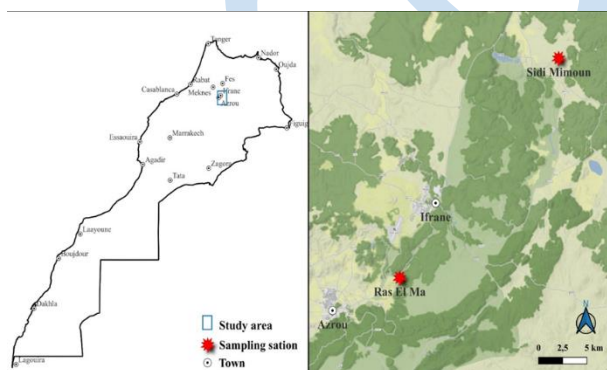 Tanger
Nador
Oujda
Rabat
Fes
Meknes
Ifrane
Azrou
Casablanca
Figuig
Essaouira
Marrakech
Agadir
Zagora
Tata
Laayoune
Boujdour
Dakhla
Lagouira
Study area
Sampling sation
Town
Sidi Mimoun
Ifrane
Ras El Ma
Azrou
N
0 2,5 5 km